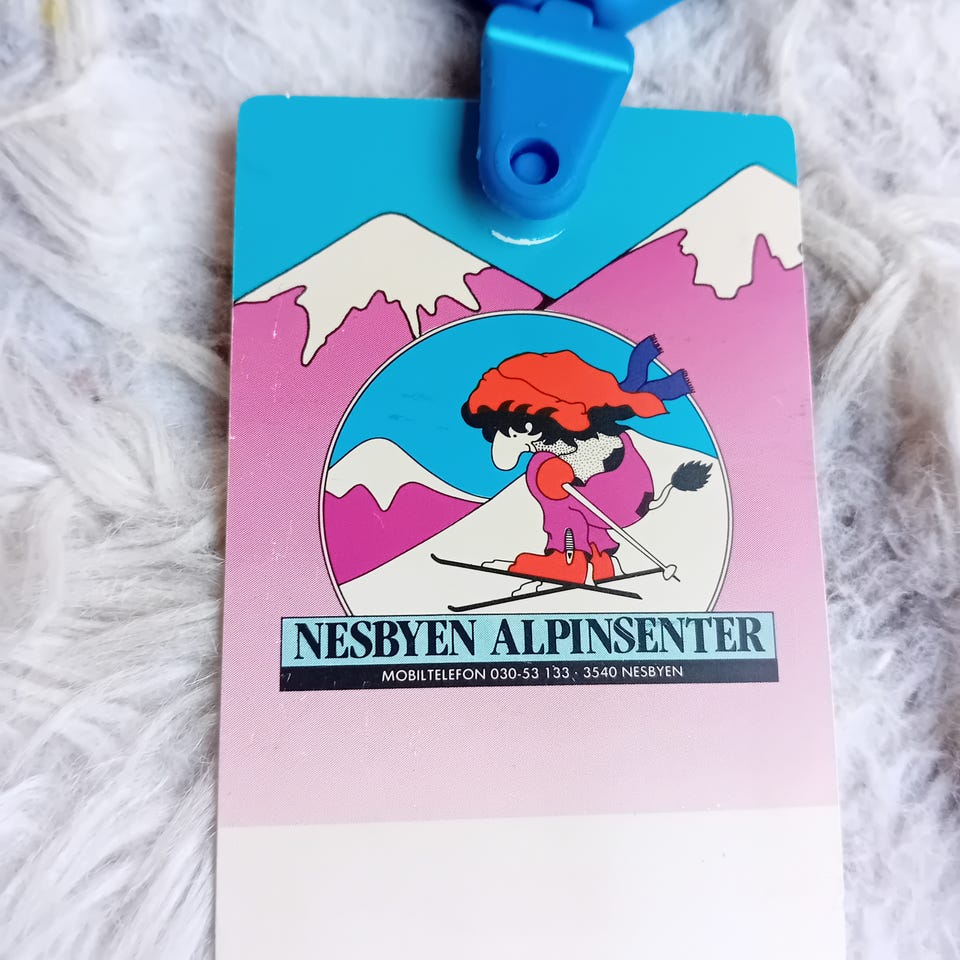 NESBYEN ALPINSENTER
MOBILTELEFON 030-53 133 · 3540 NESBYEN